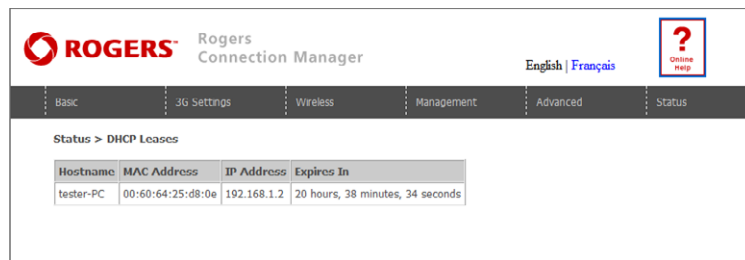 ROGERS™ Rogers
Connection Manager
English | Français
?
Online
Help
Basic 3G Settings Wireless Management Advanced Status
Status > DHCP Leases
Hostname MAC Address IP Address Expires In
tester-PC 00:60:64:25:d8:0e 192.168.1.2 20 hours, 38 minutes, 34 seconds